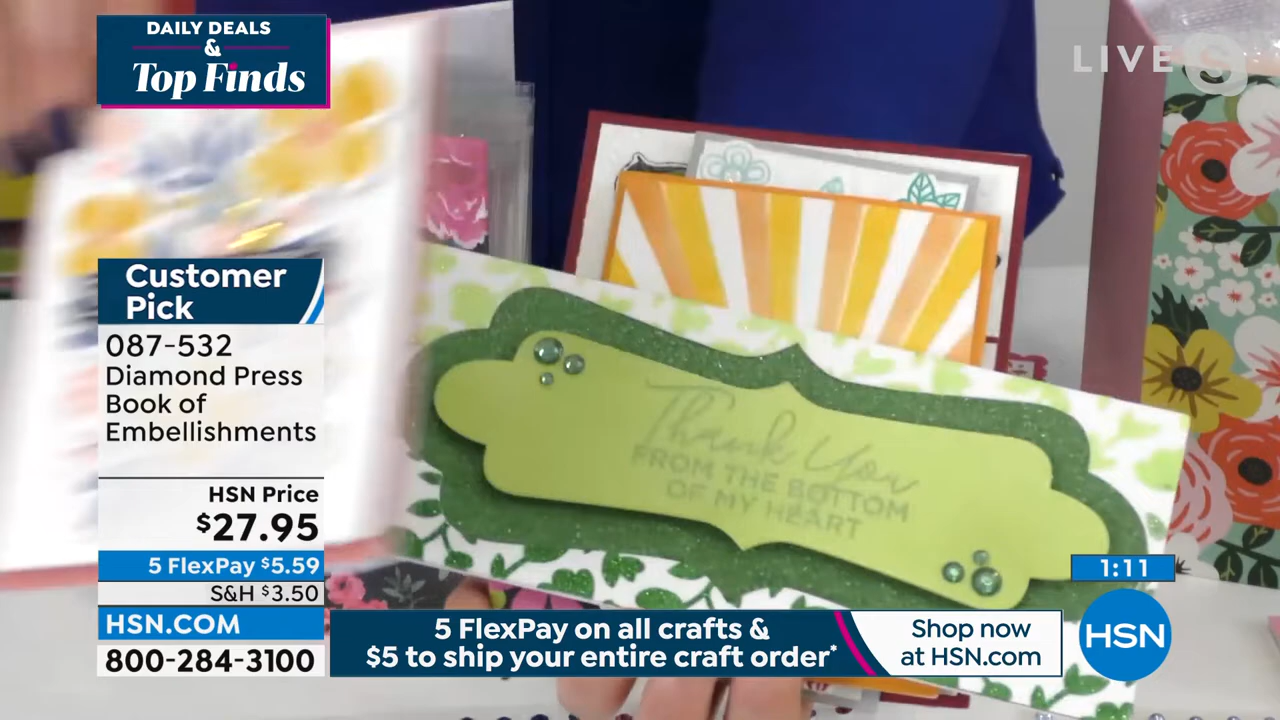 DAILY DEALS
&
Top Finds
LIVE S
Customer
Pick
087-532
Diamond Press
Book of
Embellishments
HSN Price
$27.95
5 FlexPay $5.59
S&H $3.50
HSN.COM
800-284-3100
Thank You
FROM THE BOTTOM
OF MY HEART
1:11
5 FlexPay on all crafts &
$5 to ship your entire craft order*
Shop now
at HSN.com
HSN